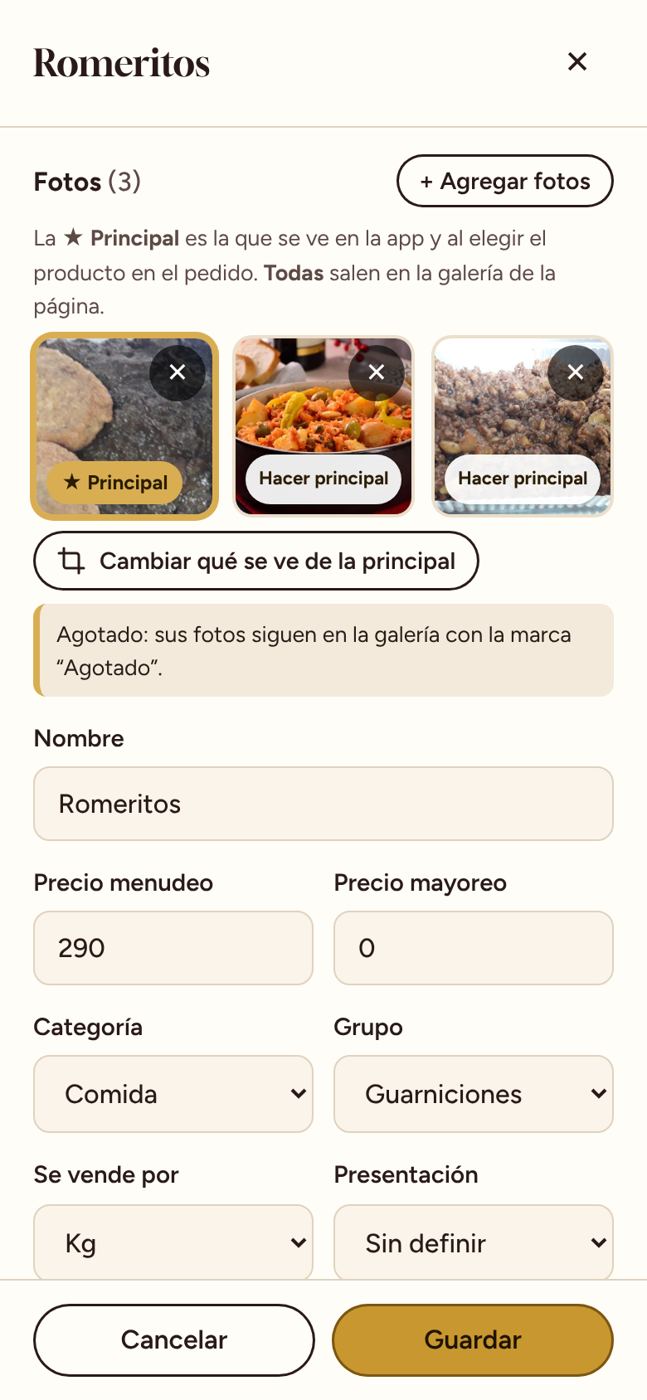 Romeritos
Fotos (3)
+ Agregar fotos
La ★ Principal es la que se ve en la app y al elegir el
producto en el pedido. Todas salen en la galería de la
página.
★ Principal
Hacer principal
Hacer principal
Cambiar qué se ve de la principal
Agotado: sus fotos siguen en la galería con la marca
“Agotado”.
Nombre
Romeritos
Precio menudeo
Precio mayoreo
290
0
Categoría
Grupo
Comida
Guarniciones
Se vende por
Presentación
Kg
Sin definir
Cancelar
Guardar